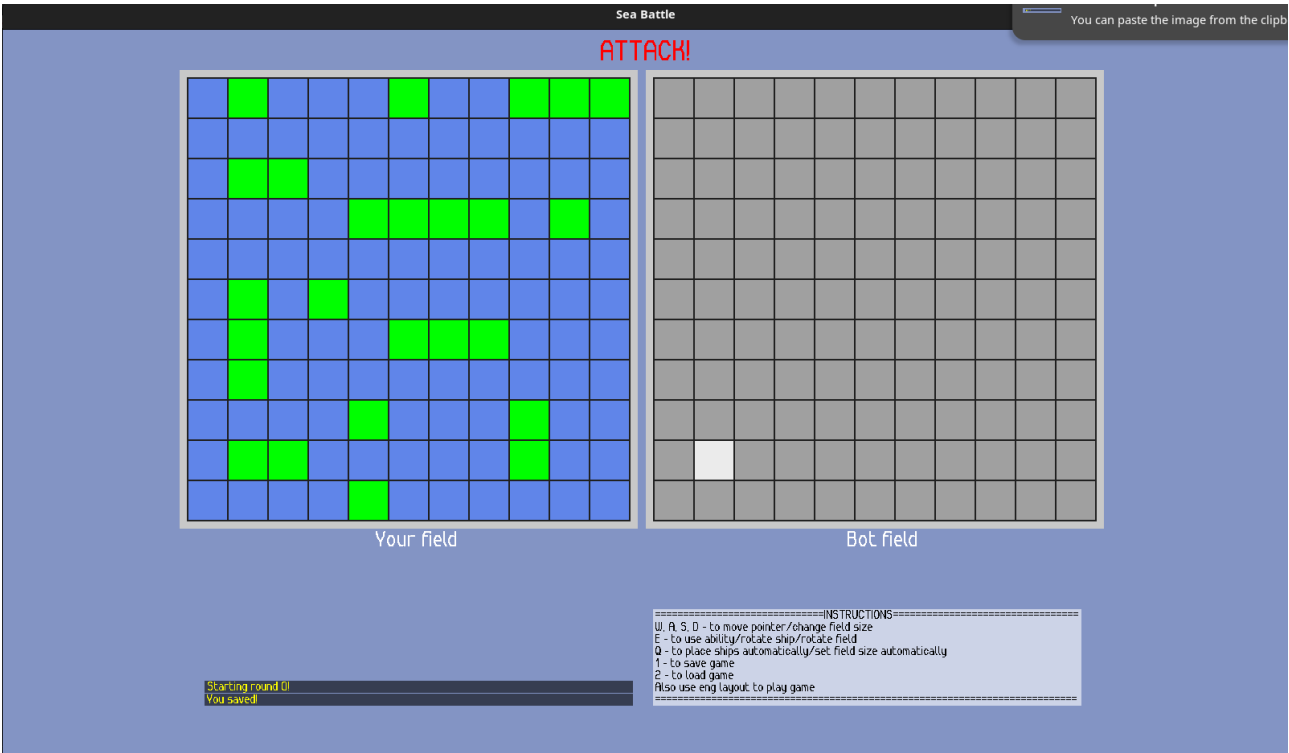 Sea Battle
You can paste the image from the clipb
ATTACK!
Your field
Bot field
==============================INSTRUCTIONS=================================
W, A, S, D - to move pointer/change field size
E - to use ability/rotate ship/rotate field
Q - to place ships automatically/set field size automatically
1 - to save game
2 - to load game
Also use eng layout to play game
===========================================================================
Starting round 0!
You saved!